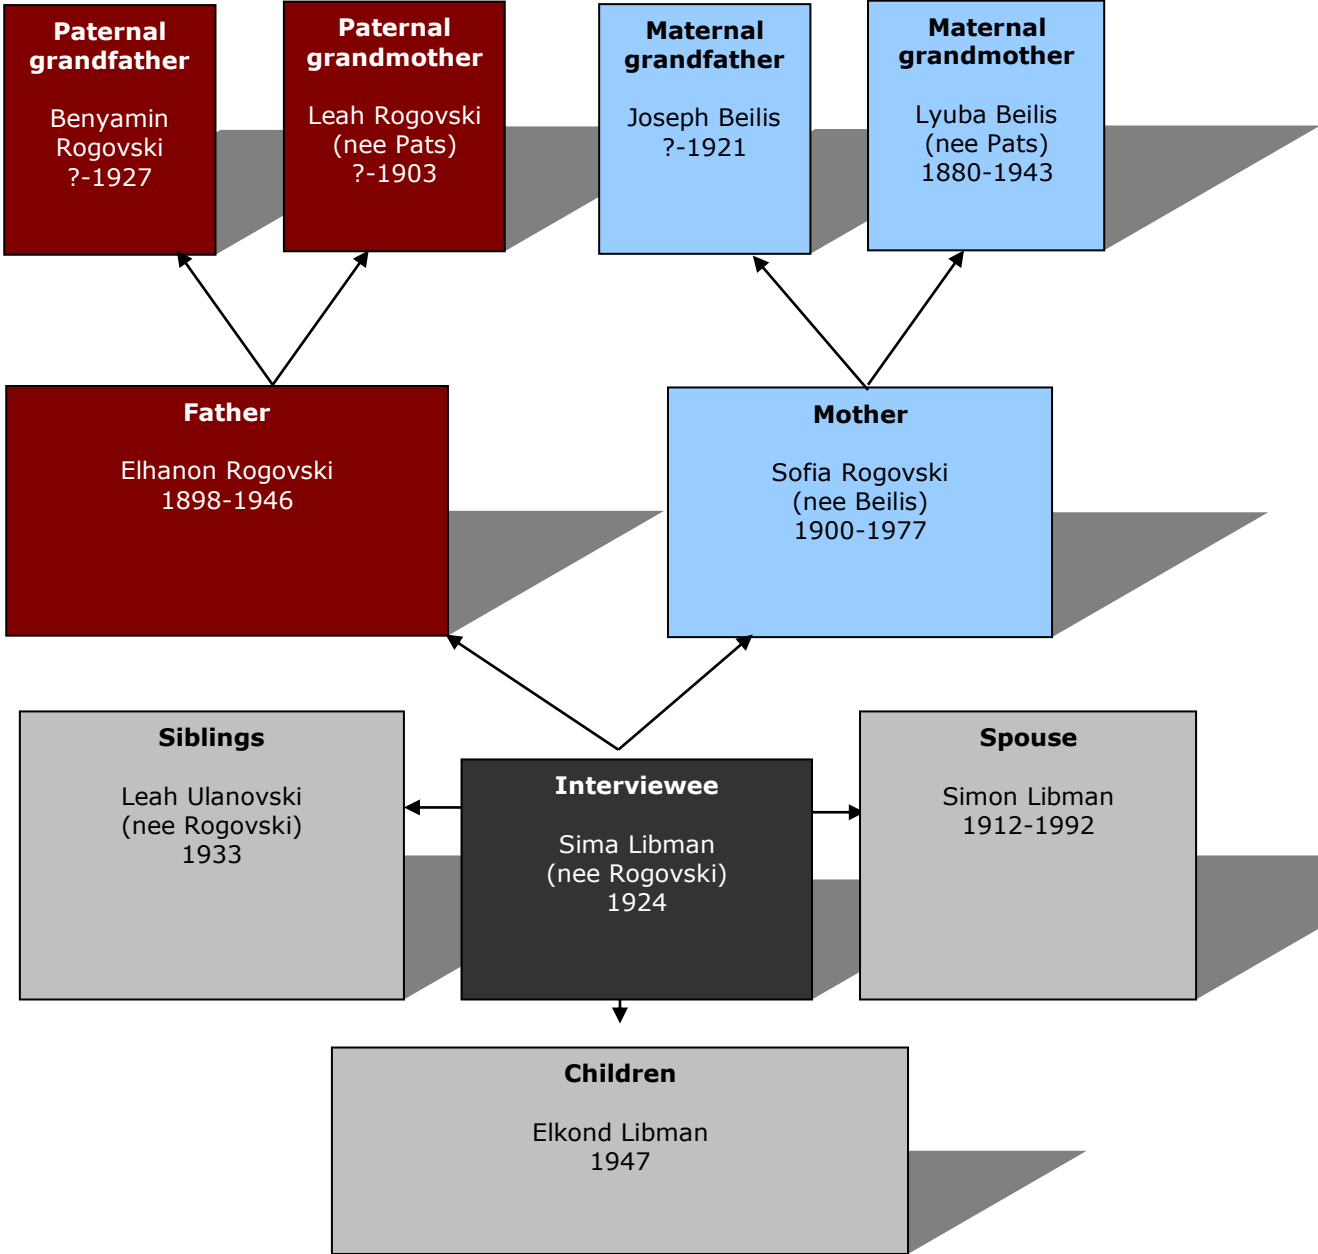 Paternal
grandfather
Benyamin
Rogovski
?-1927
Paternal
grandmother
Leah Rogovski
(nee Pats)
?-1903
Maternal
grandfather
Joseph Beilis
?-1921
Maternal
grandmother
Lyuba Beilis
(nee Pats)
1880-1943
Father
Elhanon Rogovski
1898-1946
Mother
Sofia Rogovski
(nee Beilis)
1900-1977
Siblings
Leah Ulanovski
(nee Rogovski)
1933
Interviewee
Sima Libman
(nee Rogovski)
1924
Spouse
Simon Libman
1912-1992
Children
Elkond Libman
1947